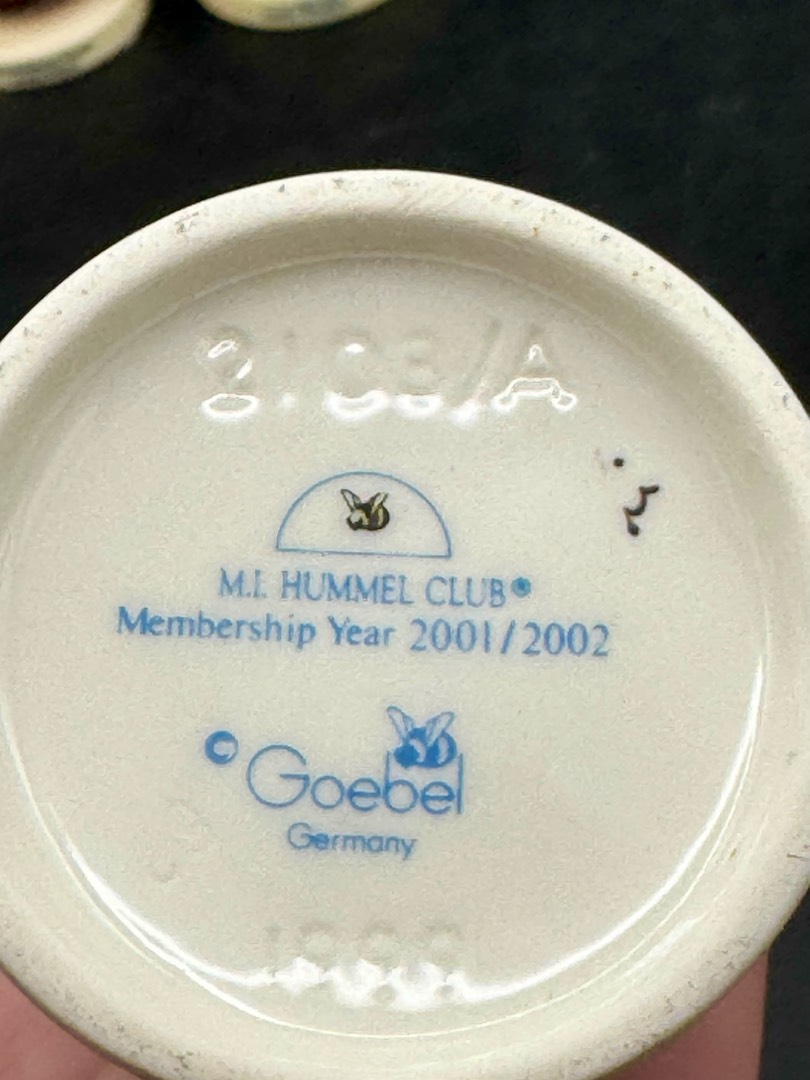 M.I. HUMMEL CLUB®
Membership Year 2001/2002
© Goebel
Germany